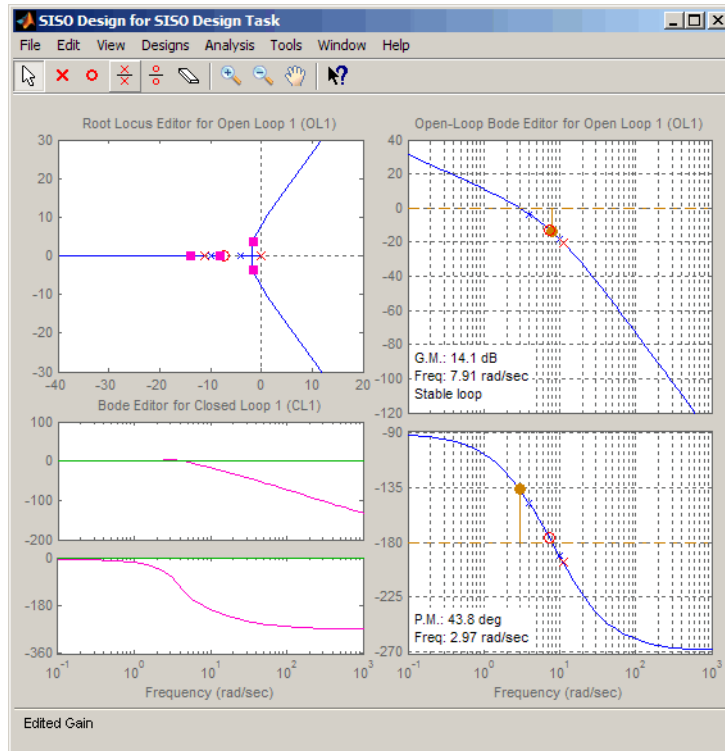 SISO Design for SISO Design Task
File Edit View Designs Analysis Tools Window Help
Root Locus Editor for Open Loop 1 (OL1)
30
20
10
0
-10
-20
-30
-40 -20 0 20
Bode Editor for Closed Loop 1 (CL1)
100
0
-100
-200
0
-180
-360
10^-1 10^0 10^1 10^2 10^3
Frequency (rad/sec)
Open-Loop Bode Editor for Open Loop 1 (OL1)
40
20
0
-20
-40
-60
-80
-100
-120
G.M.: 14.1 dB
Freq: 7.91 rad/sec
Stable loop
-90
-135
-180
-225
-270
P.M.: 43.8 deg
Freq: 2.97 rad/sec
10^-1 10^0 10^1 10^2 10^3
Frequency (rad/sec)
Edited Gain